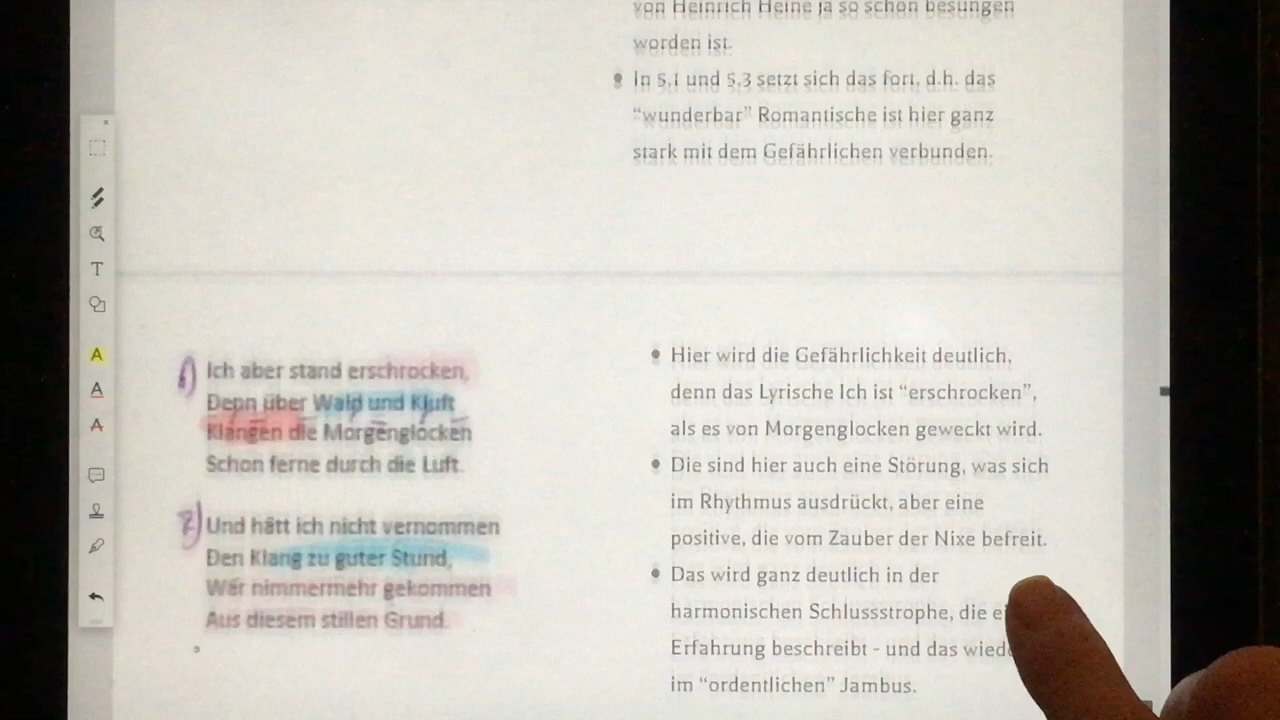 von Heinrich Heine ja so schön besungen
worden ist.
In 5,1 und 5,3 setzt sich das fort, d.h. das
“wunderbar” Romantische ist hier ganz
stark mit dem Gefährlichen verbunden.
T
A
A
A
Ich aber stand erschrocken,
Denn über Wald und Kluft
Klangen die Morgenglocken
Schon ferne durch die Luft.
7) Und hätt ich nicht vernommen
Den Klang zu guter Stund,
Wär nimmermehr gekommen
Aus diesem stillen Grund.
Hier wird die Gefährlichkeit deutlich,
denn das Lyrische Ich ist “erschrocken”,
als es von Morgenglocken geweckt wird.
Die sind hier auch eine Störung, was sich
im Rhythmus ausdrückt, aber eine
positive, die vom Zauber der Nixe befreit.
Das wird ganz deutlich in der
harmonischen Schlussstrophe, die
Erfahrung beschreibt - und das
im “ordentlichen” Jambus.